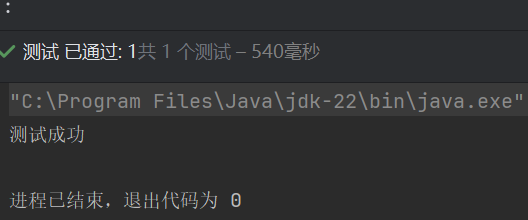 :
测试 已通过: 1共 1 个测试 – 540毫秒
"C:\Program Files\Java\jdk-22\bin\java.exe"
测试成功
进程已结束，退出代码为 0